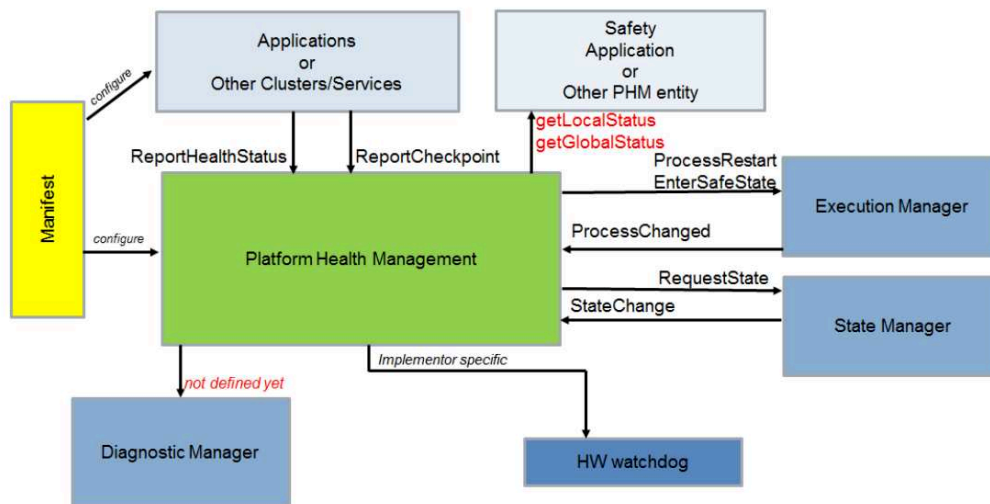 Applications
or
Other Clusters/Services
Safety
Application
or
Other PHM entity
configure
Manifest
configure
ReportHealthStatus
ReportCheckpoint
getLocalStatus
getGlobalStatus
ProcessRestart
EnterSafeState
Execution Manager
ProcessChanged
Platform Health Management
RequestState
StateChange
State Manager
Implementor specific
not defined yet
Diagnostic Manager
HW watchdog